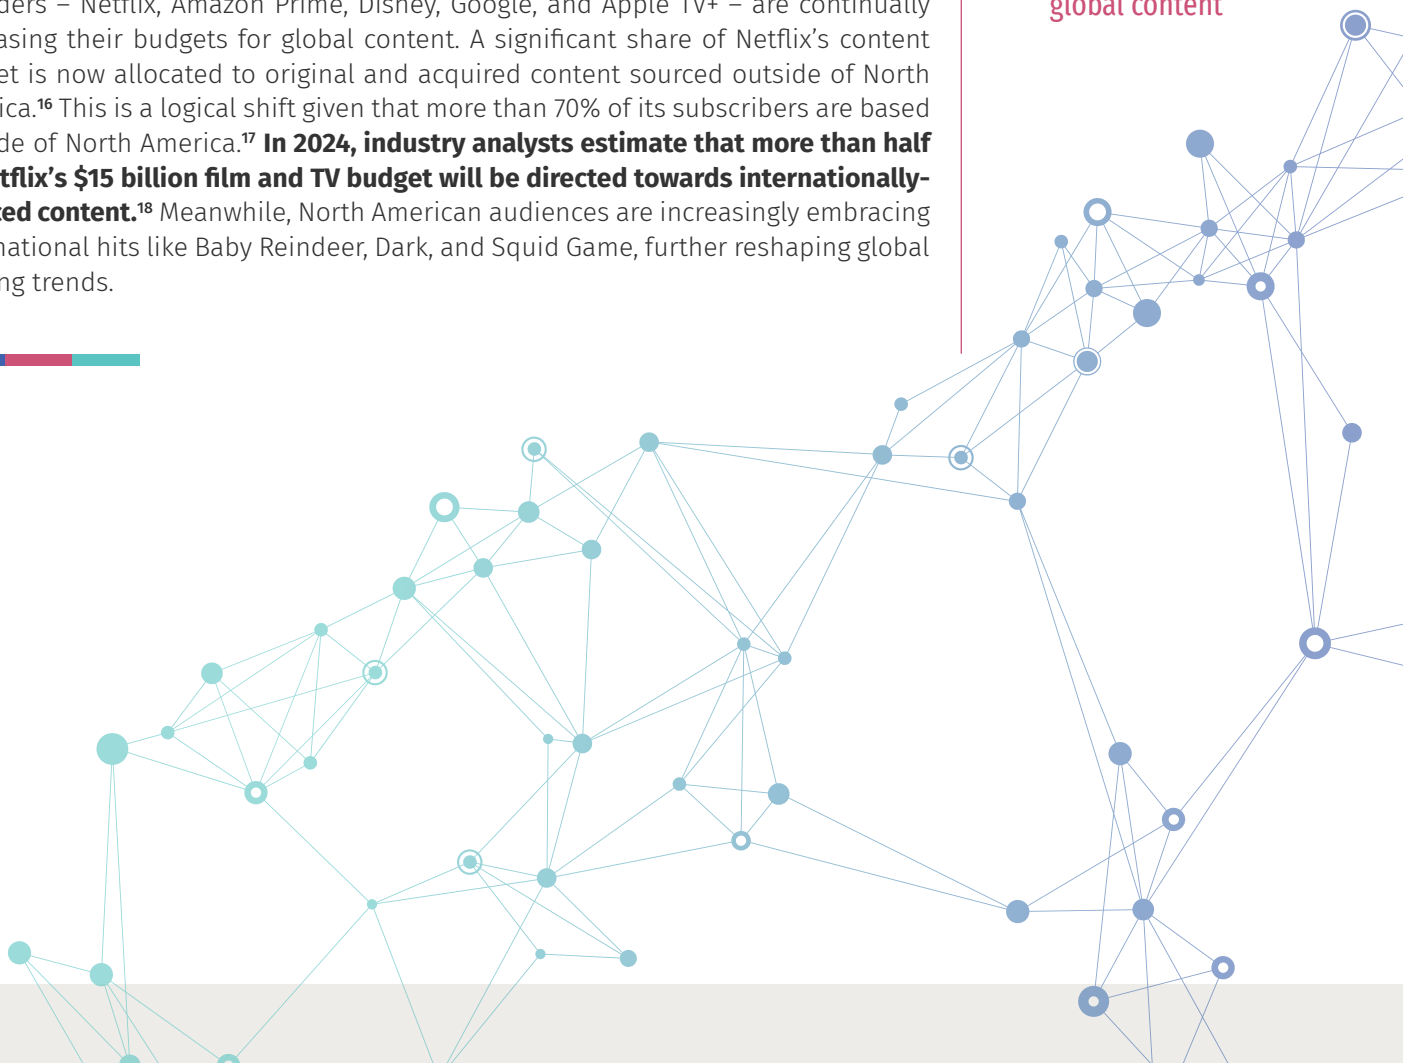 ders – Netflix, Amazon Prime, Disney, Google, and Apple TV+ – are continually
asing their budgets for global content. A significant share of Netflix’s content
et is now allocated to original and acquired content sourced outside of North
ica.¹⁶ This is a logical shift given that more than 70% of its subscribers are based
de of North America.¹⁷ In 2024, industry analysts estimate that more than half
tflix’s $15 billion film and TV budget will be directed towards internationally-
ced content.¹⁸ Meanwhile, North American audiences are increasingly embracing
national hits like Baby Reindeer, Dark, and Squid Game, further reshaping global
ng trends.
global content